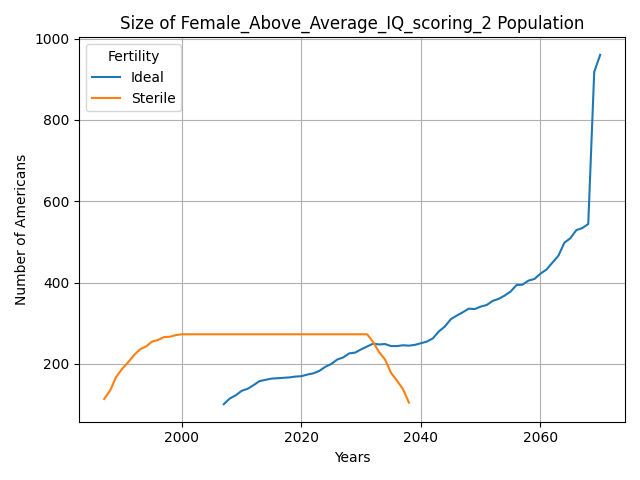 Size of Female_Above_Average_IQ_scoring_2 Population
Fertility
Ideal
Sterile
Number of Americans
1000
800
600
400
200
2000
2020
2040
2060
Years